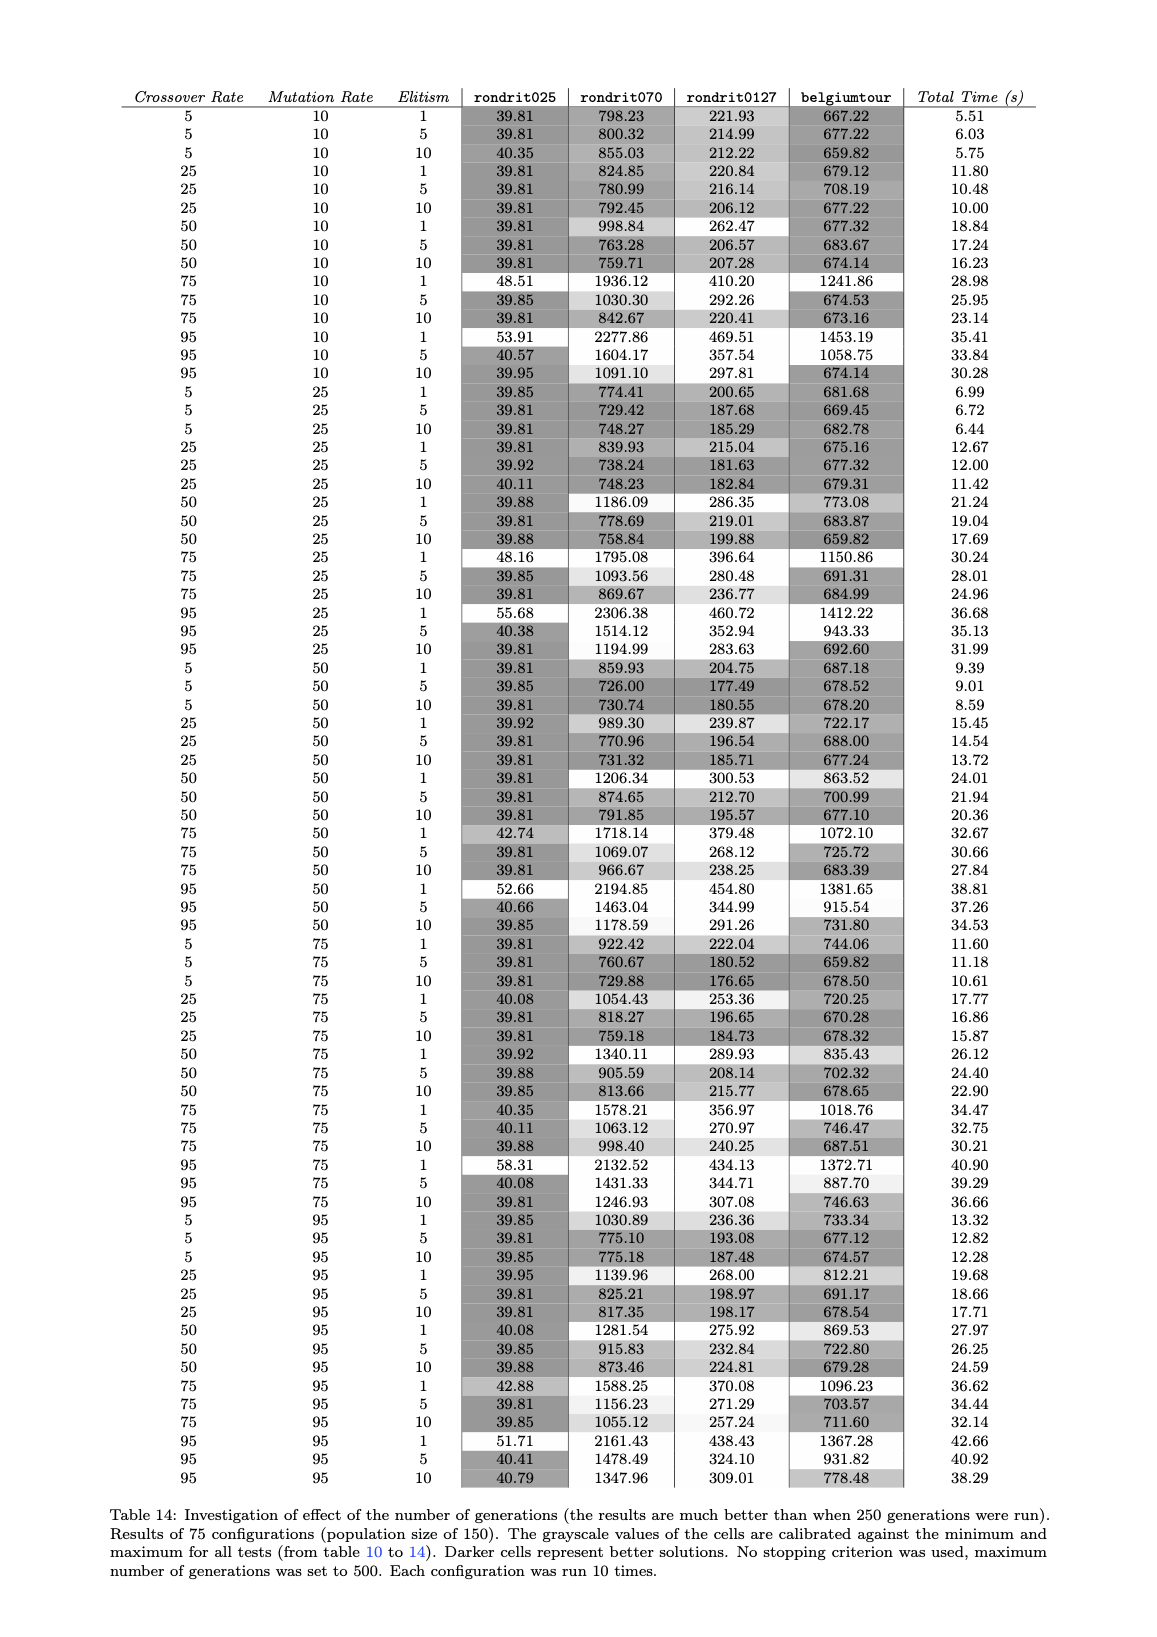 Crossover Rate Mutation Rate Elitism rondrit025 rondrit070 rondrit0127 belgiumtour Total Time (s)
5 10 1 39.81 798.23 221.93 667.22 5.51
5 10 5 39.81 800.32 214.99 677.22 6.03
5 10 10 40.35 855.03 212.22 659.82 5.75
25 10 1 39.81 824.85 220.84 679.12 11.80
25 10 5 39.81 780.99 216.14 708.19 10.48
25 10 10 39.81 792.45 206.12 677.22 10.00
50 10 1 39.81 998.84 262.47 677.32 18.84
50 10 5 39.81 763.28 206.57 683.67 17.24
50 10 10 39.81 759.71 207.28 674.14 16.23
75 10 1 48.51 1936.12 410.20 1241.86 28.98
75 10 5 39.85 1030.30 292.26 674.53 25.95
75 10 10 39.81 842.67 220.41 673.16 23.14
95 10 1 53.91 2277.86 469.51 1453.19 35.41
95 10 5 40.57 1604.17 357.54 1058.75 33.84
95 10 10 39.95 1091.10 297.81 674.14 30.28
5 25 1 39.85 774.41 200.65 681.68 6.99
5 25 5 39.81 729.42 187.68 669.45 6.72
5 25 10 39.81 748.27 185.29 682.78 6.44
25 25 1 39.81 839.93 215.04 675.16 12.67
25 25 5 39.92 738.24 181.63 677.32 12.00
25 25 10 40.11 748.23 182.84 679.31 11.42
50 25 1 39.88 1186.09 286.35 773.08 21.24
50 25 5 39.81 778.69 219.01 683.87 19.04
50 25 10 39.88 758.84 199.88 659.82 17.69
75 25 1 48.16 1795.08 396.64 1150.86 30.24
75 25 5 39.85 1093.56 280.48 691.31 28.01
75 25 10 39.81 869.67 236.77 684.99 24.96
95 25 1 55.68 2306.38 460.72 1412.22 36.68
95 25 5 40.38 1514.12 352.94 943.33 35.13
95 25 10 39.81 1194.99 283.63 692.60 31.99
5 50 1 39.81 859.93 204.75 687.18 9.39
5 50 5 39.85 726.00 177.49 678.52 9.01
5 50 10 39.81 730.74 180.55 678.20 8.59
25 50 1 39.92 989.30 239.87 722.17 15.45
25 50 5 39.81 770.96 196.54 688.00 14.54
25 50 10 39.81 731.32 185.71 677.24 13.72
50 50 1 39.81 1206.34 300.53 863.52 24.01
50 50 5 39.81 874.65 212.70 700.99 21.94
50 50 10 39.81 791.85 195.57 677.10 20.36
75 50 1 42.74 1718.14 379.48 1072.10 32.67
75 50 5 39.81 1069.07 268.12 725.72 30.66
75 50 10 39.81 966.67 238.25 683.39 27.84
95 50 1 52.66 2194.85 454.80 1381.65 38.81
95 50 5 40.66 1463.04 344.99 915.54 37.26
95 50 10 39.85 1178.59 291.26 731.80 34.53
5 75 1 39.81 922.42 222.04 744.06 11.60
5 75 5 39.81 760.67 180.52 659.82 11.18
5 75 10 39.81 729.88 176.65 678.50 10.61
25 75 1 40.08 1054.43 253.36 720.25 17.77
25 75 5 39.81 818.27 196.65 670.28 16.86
25 75 10 39.81 759.18 184.73 678.32 15.87
50 75 1 39.92 1340.11 289.93 835.43 26.12
50 75 5 39.88 905.59 208.14 702.32 24.40
50 75 10 39.85 813.66 215.77 678.65 22.90
75 75 1 40.35 1578.21 356.97 1018.76 34.47
75 75 5 40.11 1063.12 270.97 746.47 32.75
75 75 10 39.88 998.40 240.25 687.51 30.21
95 75 1 58.31 2132.52 434.13 1372.71 40.90
95 75 5 40.08 1431.33 344.71 887.70 39.29
95 75 10 39.81 1246.93 307.08 746.63 36.66
5 95 1 39.85 1030.89 236.36 733.34 13.32
5 95 5 39.81 775.10 193.08 677.12 12.82
5 95 10 39.85 775.18 187.48 674.57 12.28
25 95 1 39.95 1139.96 268.00 812.21 19.68
25 95 5 39.81 825.21 198.97 691.17 18.66
25 95 10 39.81 817.35 198.17 678.54 17.71
50 95 1 40.08 1281.54 275.92 869.53 27.97
50 95 5 39.85 915.83 232.84 722.80 26.25
50 95 10 39.88 873.46 224.81 679.28 24.59
75 95 1 42.88 1588.25 370.08 1096.23 36.62
75 95 5 39.81 1156.23 271.29 703.57 34.44
75 95 10 39.85 1055.12 257.24 711.60 32.14
95 95 1 51.71 2161.43 438.43 1367.28 42.66
95 95 5 40.41 1478.49 324.10 931.82 40.92
95 95 10 40.79 1347.96 309.01 778.48 38.29
Table 14: Investigation of effect of the number of generations (the results are much better than when 250 generations were run).
Results of 75 configurations (population size of 150). The grayscale values of the cells are calibrated against the minimum and
maximum for all tests (from table 10 to 14). Darker cells represent better solutions. No stopping criterion was used, maximum
number of generations was set to 500. Each configuration was run 10 times.